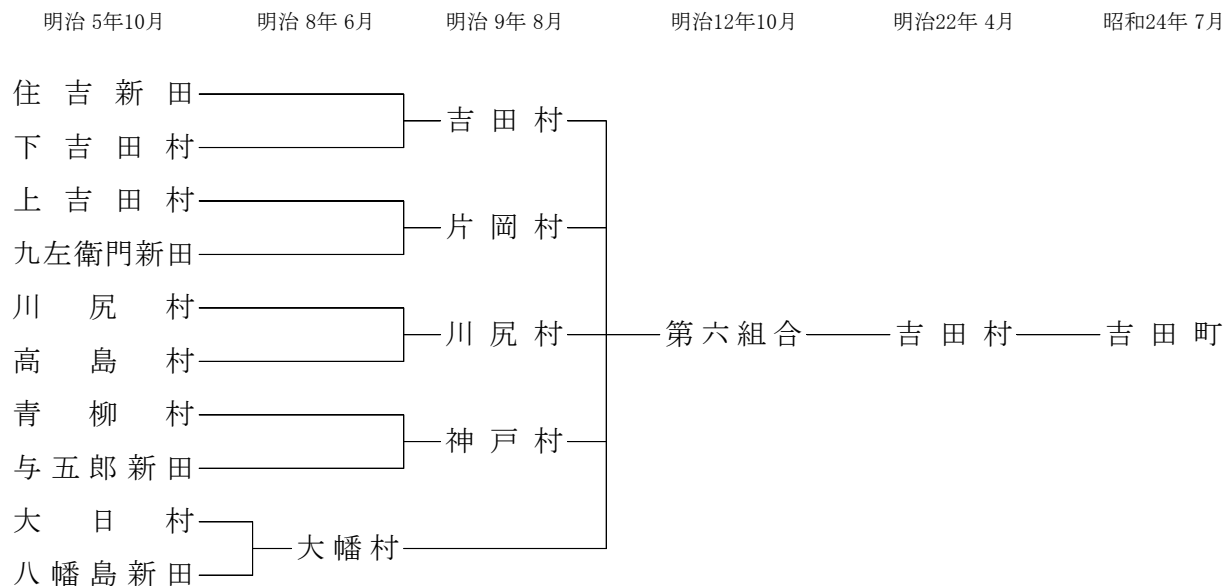 明治 5年10月 明治 8年 6月 明治 9年 8月 明治12年10月 明治22年 4月 昭和24年 7月
住吉新田
吉田村
下吉田村
上吉田村
片岡村
九左衛門新田
川尻村
川尻村 第六組合 吉田村 吉田町
高島村
青柳村
神戸村
与五郎新田
大日村
大幡村
八幡島新田